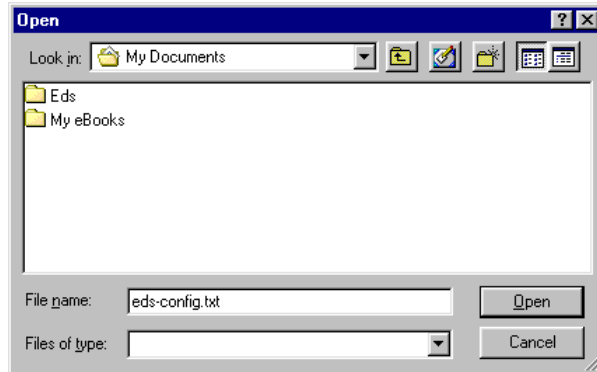 Open
Look in: My Documents
Eds
My eBooks
File name: eds-config.txt Open
Files of type: Cancel